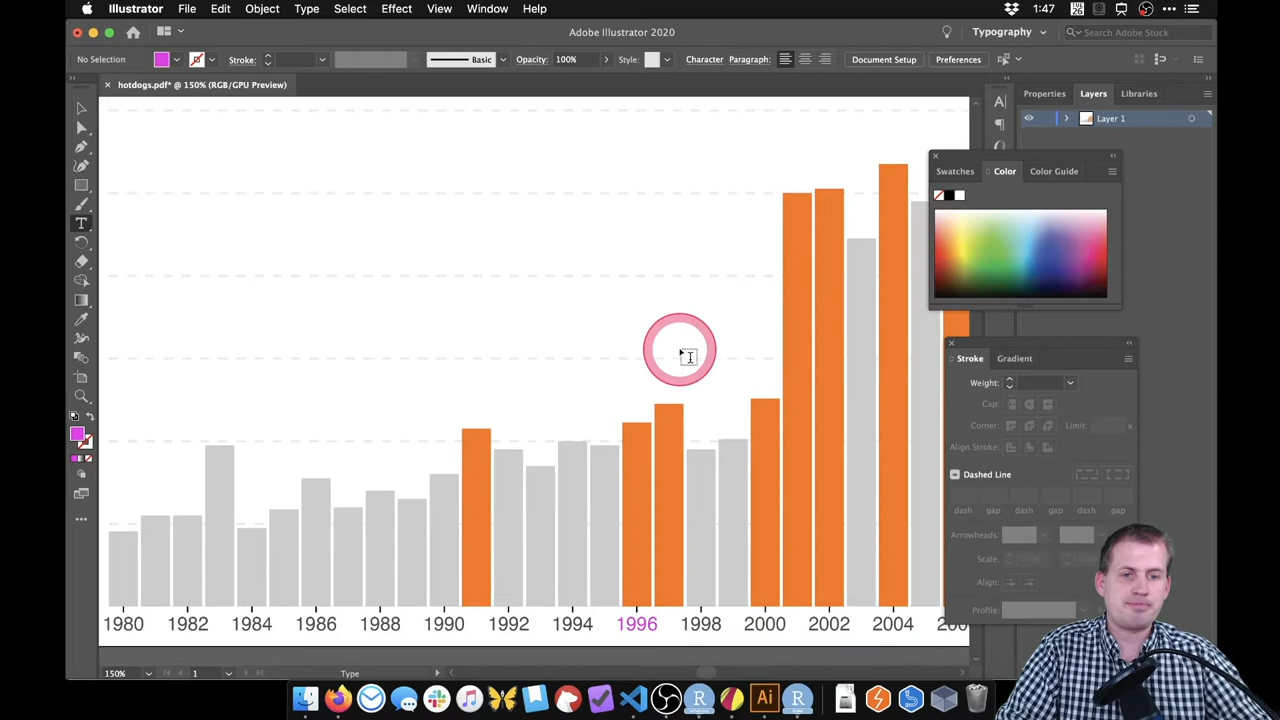 Illustrator File Edit Object Type Select Effect View Window Help 1:47
Adobe Illustrator 2020 Typography Search Adobe Stock
No Selection Stroke: Basic Opacity: 100% Style: Character Paragraph: Document Setup Preferences
hotdogs.pdf* @ 150% (RGB/GPU Preview)
Properties Layers Libraries
Layer 1
Swatches Color Color Guide
Stroke Gradient
Weight:
Cap:
Corner: Limit: x
Align Stroke:
Dashed Line
dash gap dash gap dash gap
Arrowheads:
Scale:
Align:
Profile:
1980 1982 1984 1986 1988 1990 1992 1994 1996 1998 2000 2002 2004
150% 1 Type